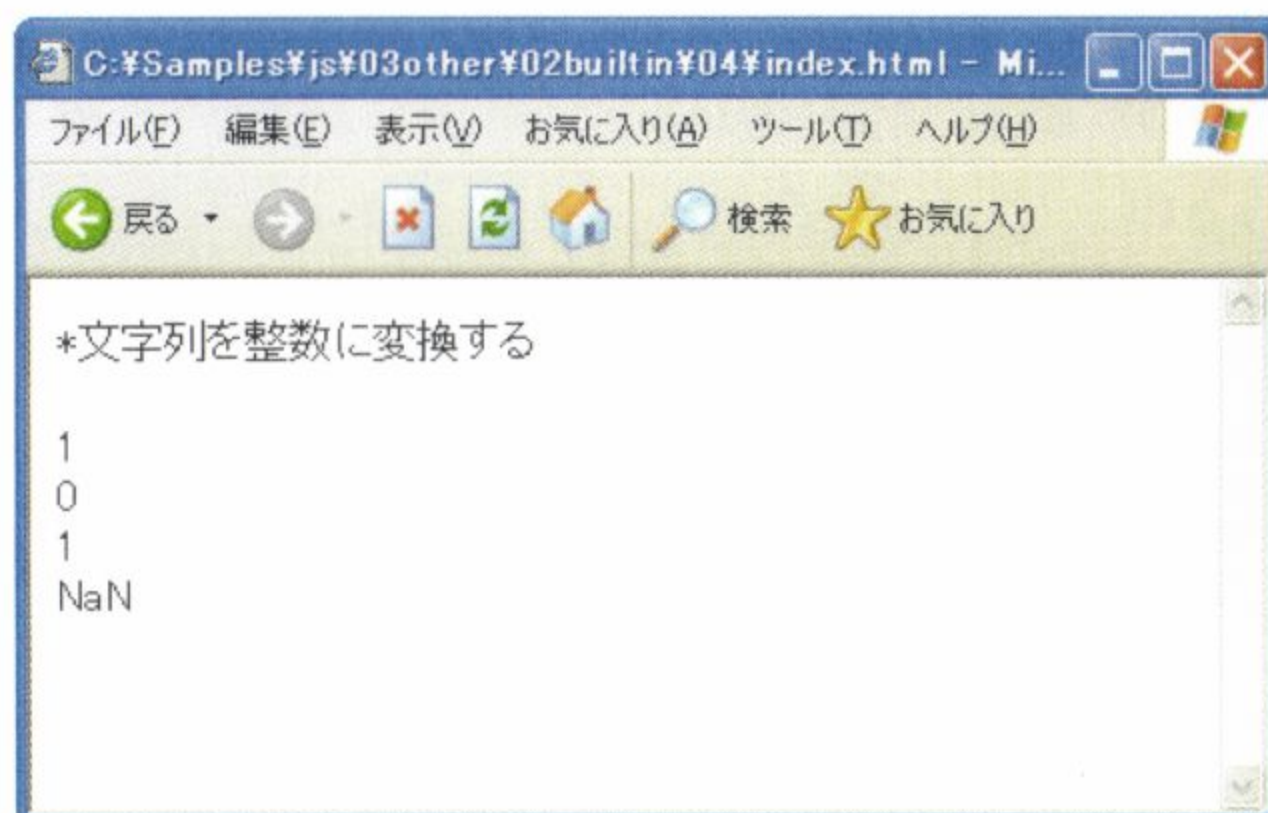 C:¥Samples¥js¥03other¥02builtin¥04¥index.html - Mi...
ファイル(F) 編集(E) 表示(V) お気に入り(A) ツール(T) ヘルプ(H)
戻る 検索 お気に入り
*文字列を整数に変換する
1
0
1
NaN